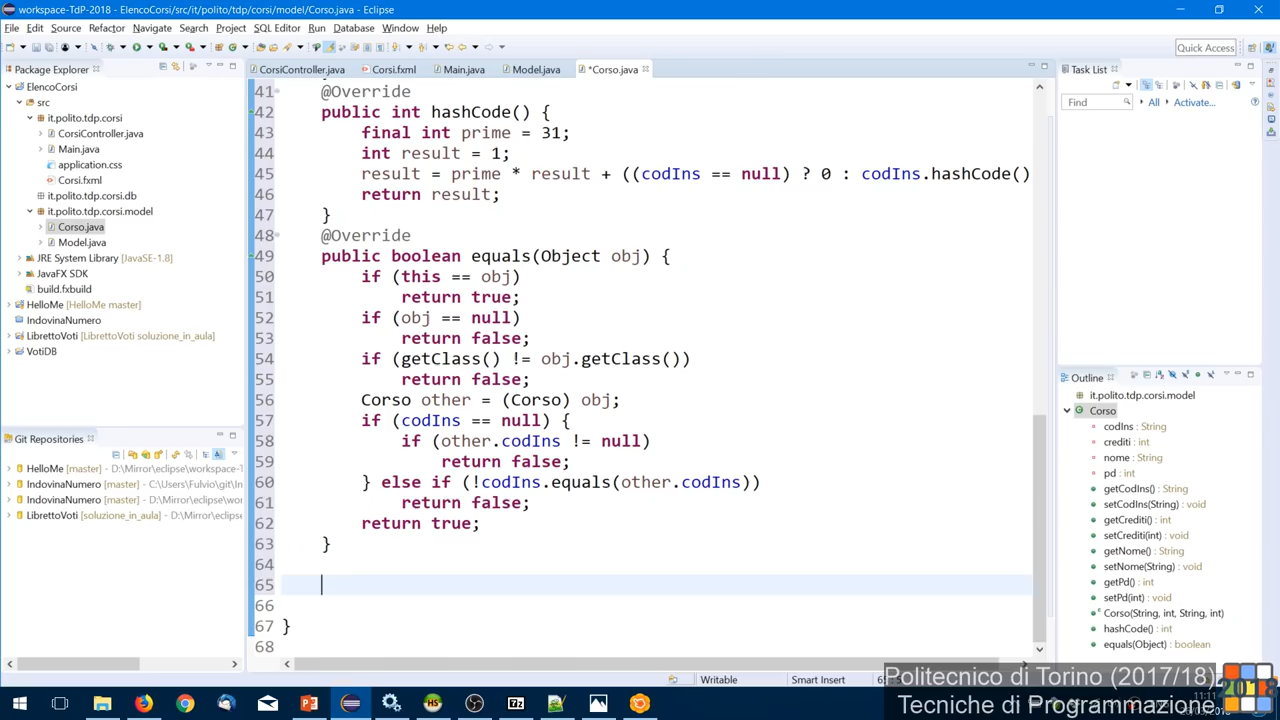 workspace-TdP-2018 - ElencoCorsi/src/it/polito/tdp/corsi/model/Corso.java - Eclipse
File Edit Source Refactor Navigate Search Project SQL Editor Run Database Window Help
Quick Access
Package Explorer
ElencoCorsi
src
it.polito.tdp.corsi
CorsiController.java
Main.java
application.css
Corsi.fxml
it.polito.tdp.corsi.db
it.polito.tdp.corsi.model
Corso.java
Model.java
JRE System Library [JavaSE-1.8]
JavaFX SDK
build.fxbuild
HelloMe [HelloMe master]
IndovinaNumero
LibrettoVoti [LibrettoVoti soluzione_in_aula]
VotiDB
Git Repositories
HelloMe [master] - D:\Mirror\eclipse\workspace-T
IndovinaNumero [master] - C:\Users\Fulvio\git\In
IndovinaNumero [master] - D:\Mirror\eclipse\wor
LibrettoVoti [soluzione_in_aula] - D:\Mirror\eclips
CorsiController.java Corsi.fxml Main.java Model.java *Corso.java
41 @Override
42 public int hashCode() {
43 final int prime = 31;
44 int result = 1;
45 result = prime * result + ((codIns == null) ? 0 : codIns.hashCode()
46 return result;
47 }
48 @Override
49 public boolean equals(Object obj) {
50 if (this == obj)
51 return true;
52 if (obj == null)
53 return false;
54 if (getClass() != obj.getClass())
55 return false;
56 Corso other = (Corso) obj;
57 if (codIns == null) {
58 if (other.codIns != null)
59 return false;
60 } else if (!codIns.equals(other.codIns))
61 return false;
62 return true;
63 }
64
65
66
67 }
68
Task List
Find All Activate...
Outline
it.polito.tdp.corsi.model
Corso
codIns : String
crediti : int
nome : String
pd : int
getCodIns() : String
setCodIns(String) : void
getCrediti() : int
setCrediti(int) : void
getNome() : String
setNome(String) : void
getPd() : int
setPd(int) : void
Corso(String, int, String, int)
hashCode() : int
equals(Object) : boolean
Writable Smart Insert
Politecnico di Torino (2017/18)
Tecniche di Programmazione
2018
11:11